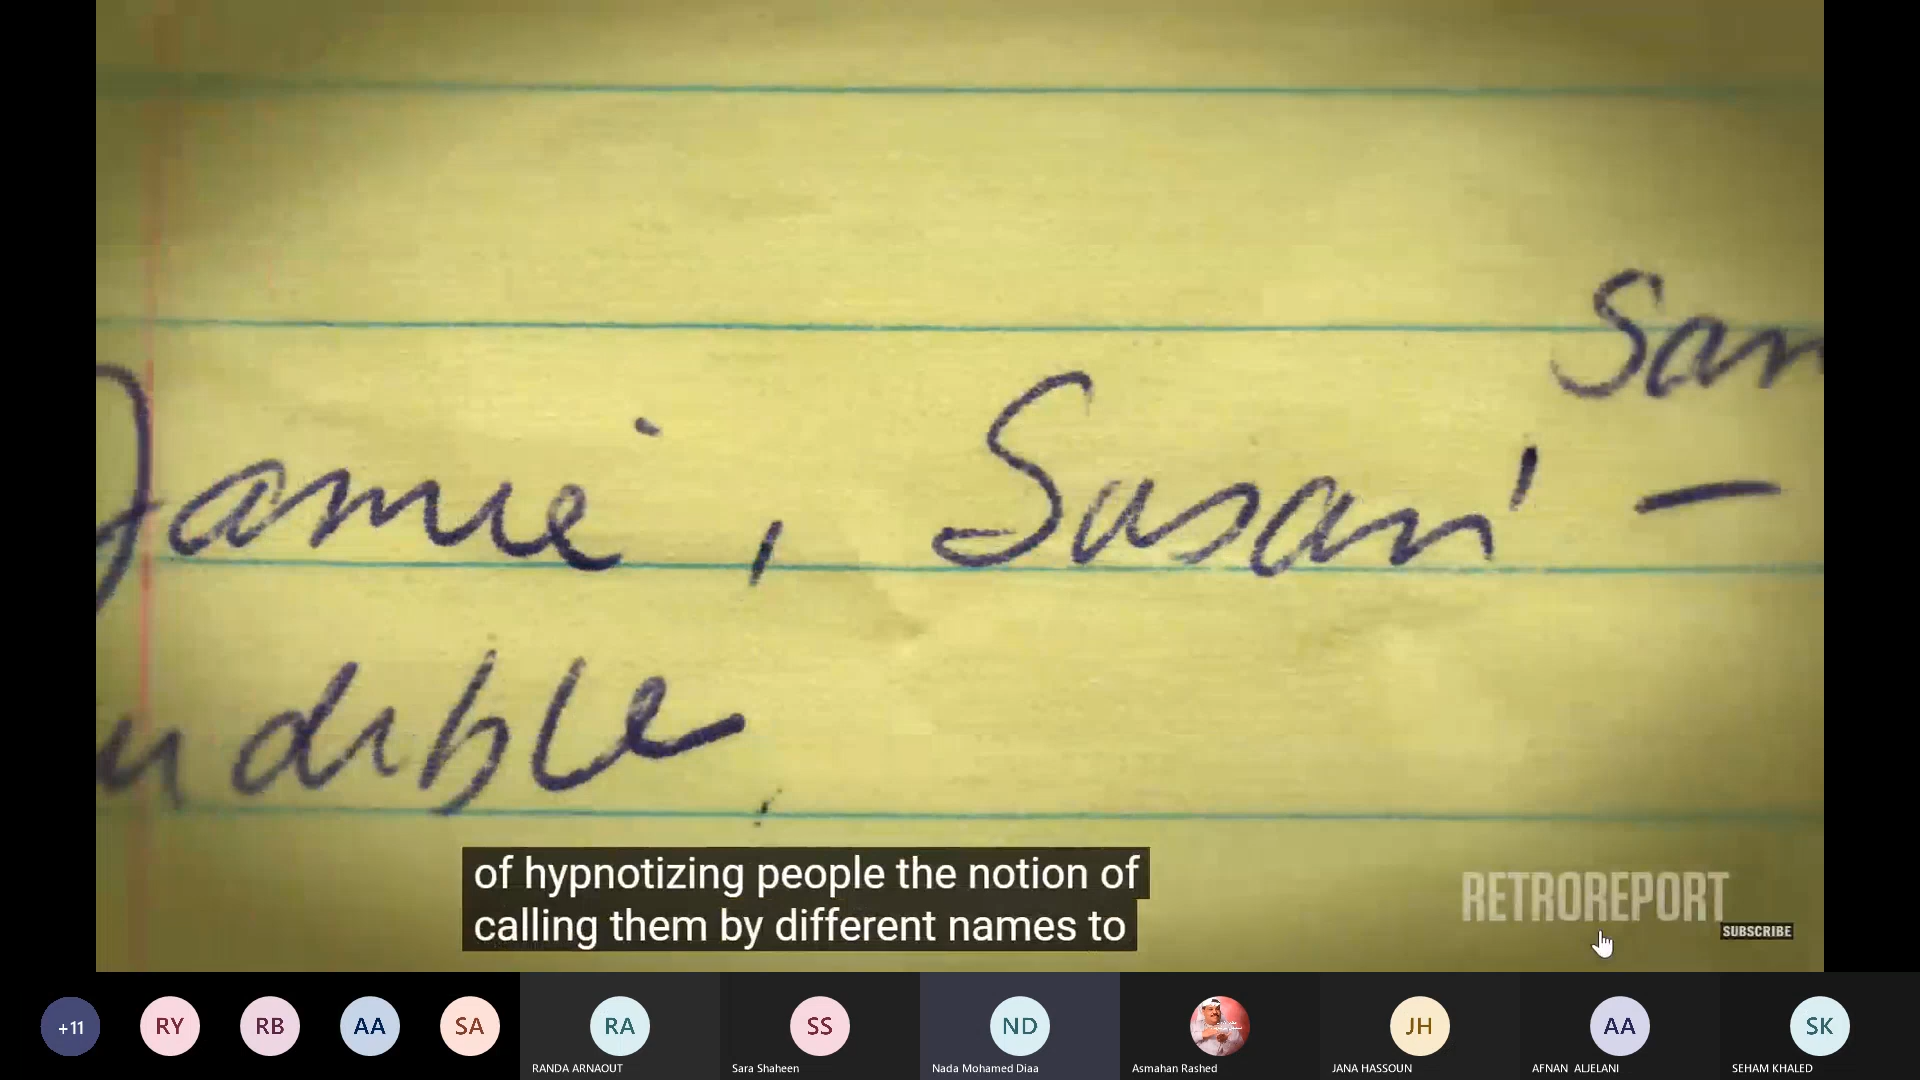 San
Jamie, Susan' –
udible,
of hypnotizing people the notion of
calling them by different names to
RETROREPORT
SUBSCRIBE
+11 RY RB AA SA RA SS ND JH AA SK
RANDA ARNAOUT Sara Shaheen Nada Mohamed Diaa Asmahan Rashed JANA HASSOUN AFNAN ALJELANI SEHAM KHALED